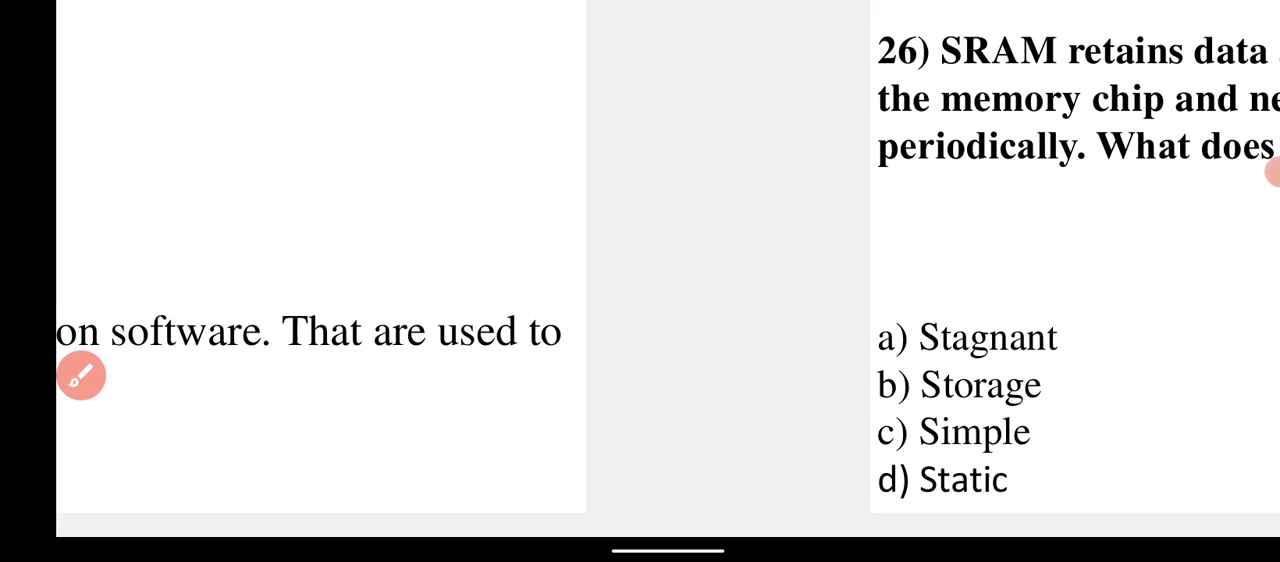 on software. That are used to
26) SRAM retains data
the memory chip and
periodically. What does
a) Stagnant
b) Storage
c) Simple
d) Static